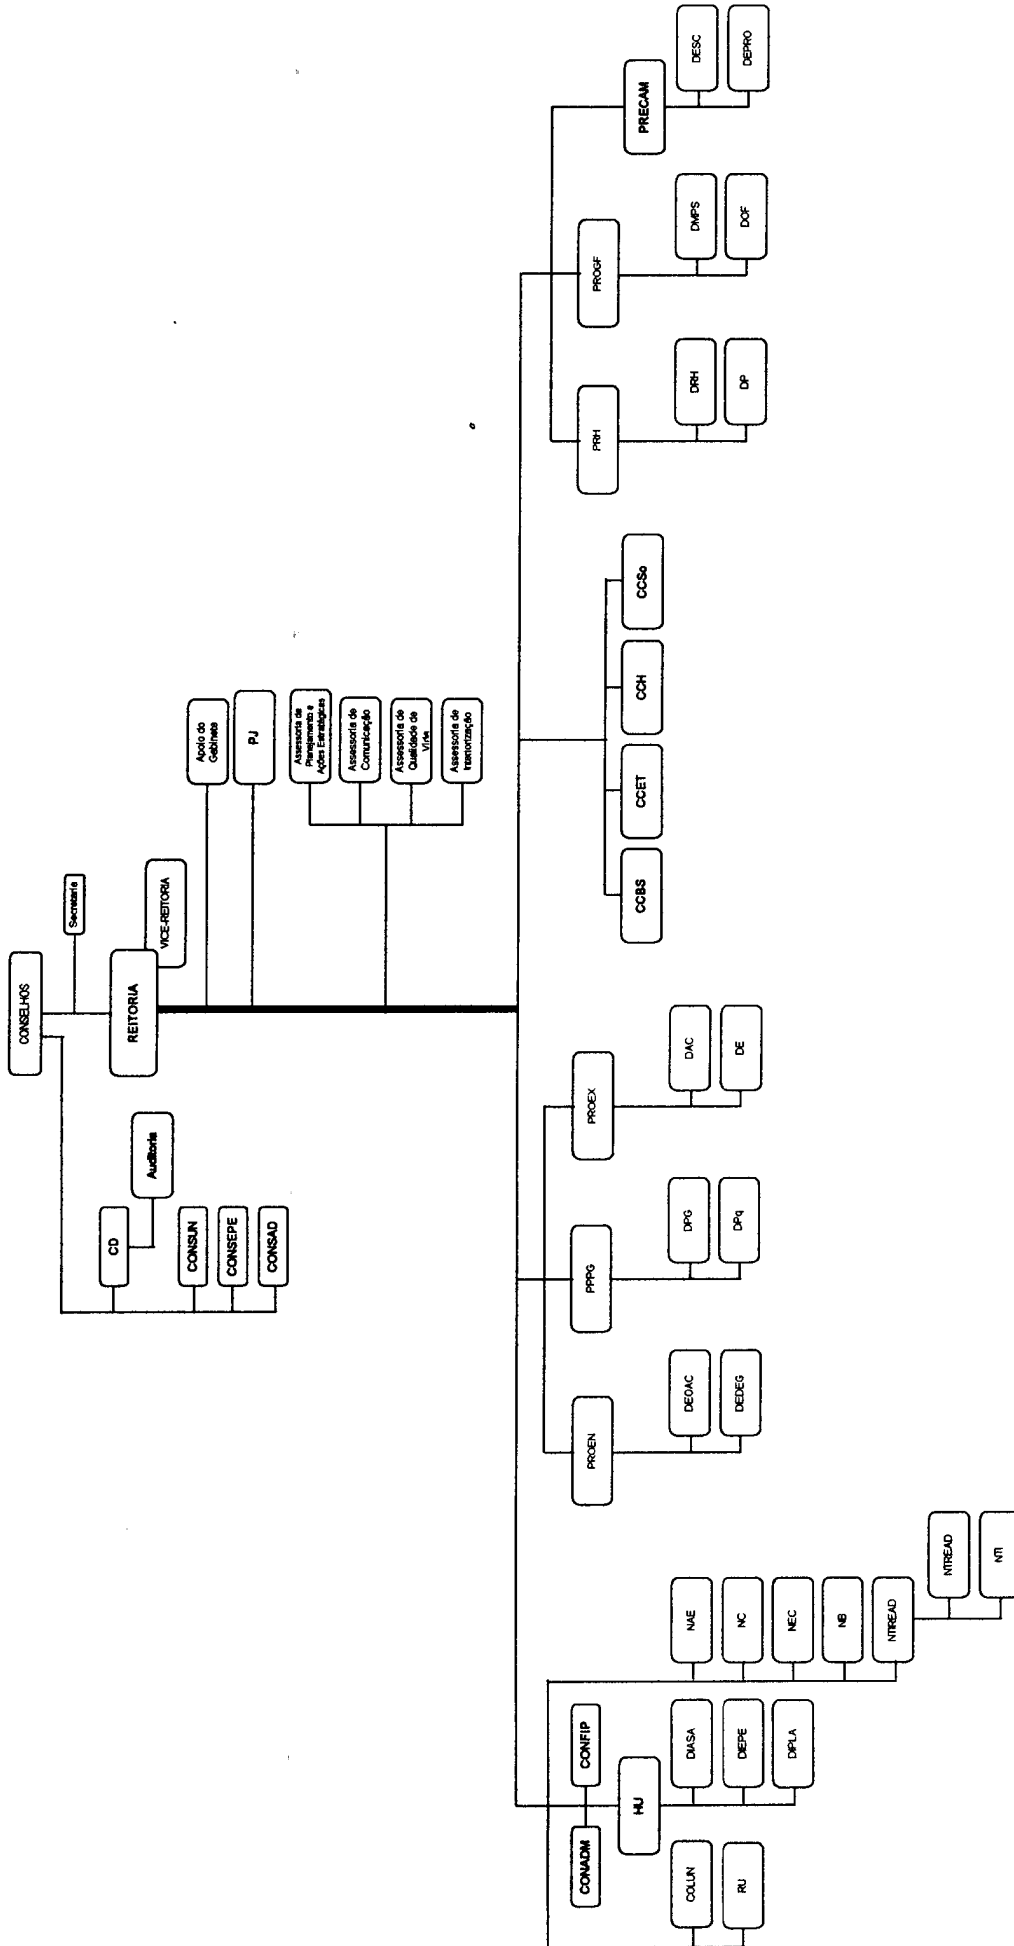 CONSELHOS
Secretaria
REITORIA
VICE-REITORIA
CD
Auditoria
CONSUN
CONSEPE
CONSAD
Apoio do
Gabinete
PJ
Assessoria de
Planejamento e
Ações Estratégicas
Assessoria de
Comunicação
Assessoria de
Qualidade de
Vida
Assessoria de
Interiorização
CONADM
CONFIP
HU
COLUN
RU
DIASA
DIEPE
DIPLA
NAE
NC
NEC
NB
NTIREAD
NTREAD
NTI
PROEN
DEOAC
DEDEG
PPPG
DPG
DPq
PROEX
DAC
DE
CCBS
CCET
CCH
CCSo
PRH
DRH
DP
PROGF
DMPS
DOF
PRECAM
DESC
DEPRO